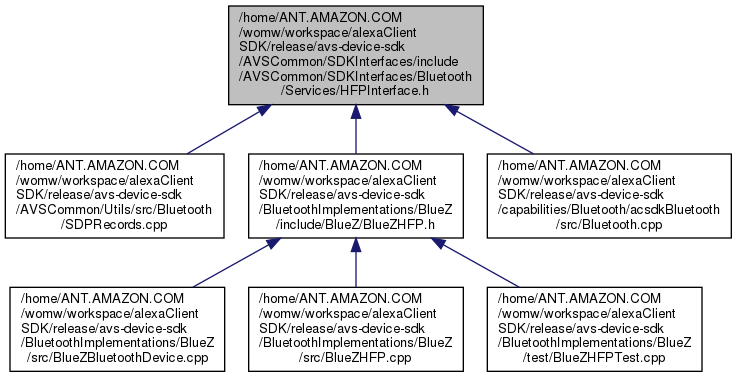 /home/ANT.AMAZON.COM
/womw/workspace/alexaClient
SDK/release/avs-device-sdk
/AVSCommon/SDKInterfaces/include
/AVSCommon/SDKInterfaces/Bluetooth
/Services/HFPInterface.h
/home/ANT.AMAZON.COM
/womw/workspace/alexaClient
SDK/release/avs-device-sdk
/AVSCommon/Utils/src/Bluetooth
/SDPRecords.cpp
/home/ANT.AMAZON.COM
/womw/workspace/alexaClient
SDK/release/avs-device-sdk
/BluetoothImplementations/BlueZ
/include/BlueZ/BlueZHFP.h
/home/ANT.AMAZON.COM
/womw/workspace/alexaClient
SDK/release/avs-device-sdk
/capabilities/Bluetooth/acsdkBluetooth
/src/Bluetooth.cpp
/home/ANT.AMAZON.COM
/womw/workspace/alexaClient
SDK/release/avs-device-sdk
/BluetoothImplementations/BlueZ
/src/BlueZBluetoothDevice.cpp
/home/ANT.AMAZON.COM
/womw/workspace/alexaClient
SDK/release/avs-device-sdk
/BluetoothImplementations/BlueZ
/src/BlueZHFP.cpp
/home/ANT.AMAZON.COM
/womw/workspace/alexaClient
SDK/release/avs-device-sdk
/BluetoothImplementations/BlueZ
/test/BlueZHFPTest.cpp